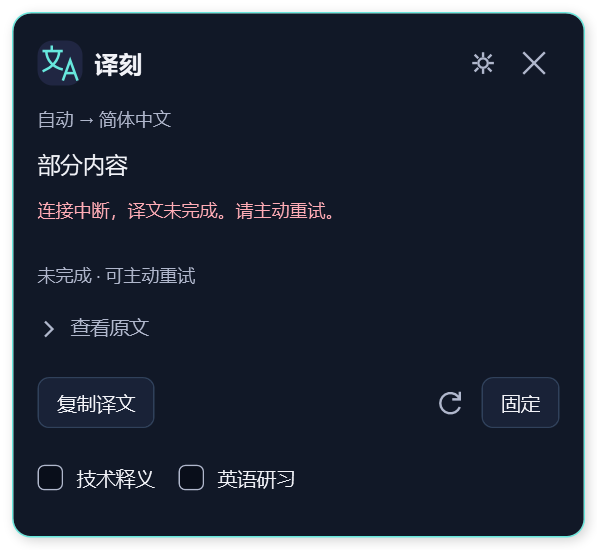 文A 译刻
自动 → 简体中文
部分内容
连接中断，译文未完成。请主动重试。
未完成 · 可主动重试
查看原文
复制译文 固定
技术释义 英语研习